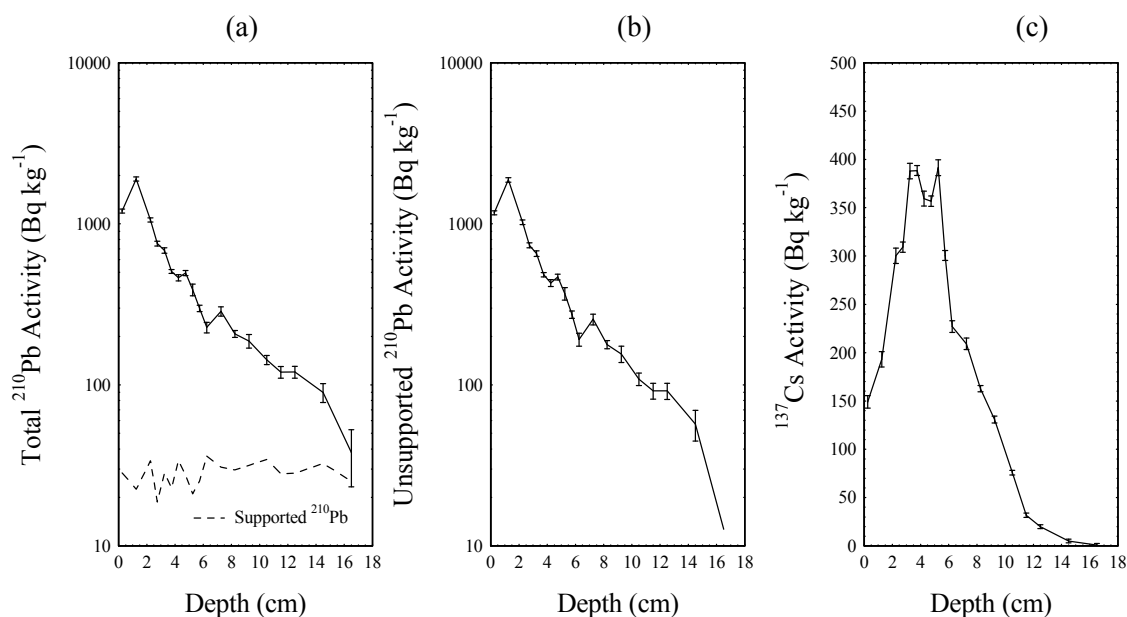 (a)
Total ²¹⁰Pb Activity (Bq kg⁻¹)
10000
1000
100
10
Supported ²¹⁰Pb
0 2 4 6 8 10 12 14 16 18
Depth (cm)
(b)
Unsupported ²¹⁰Pb Activity (Bq kg⁻¹)
10000
1000
100
10
0 2 4 6 8 10 12 14 16 18
Depth (cm)
(c)
¹³⁷Cs Activity (Bq kg⁻¹)
500
450
400
350
300
250
200
150
100
50
0
0 2 4 6 8 10 12 14 16 18
Depth (cm)